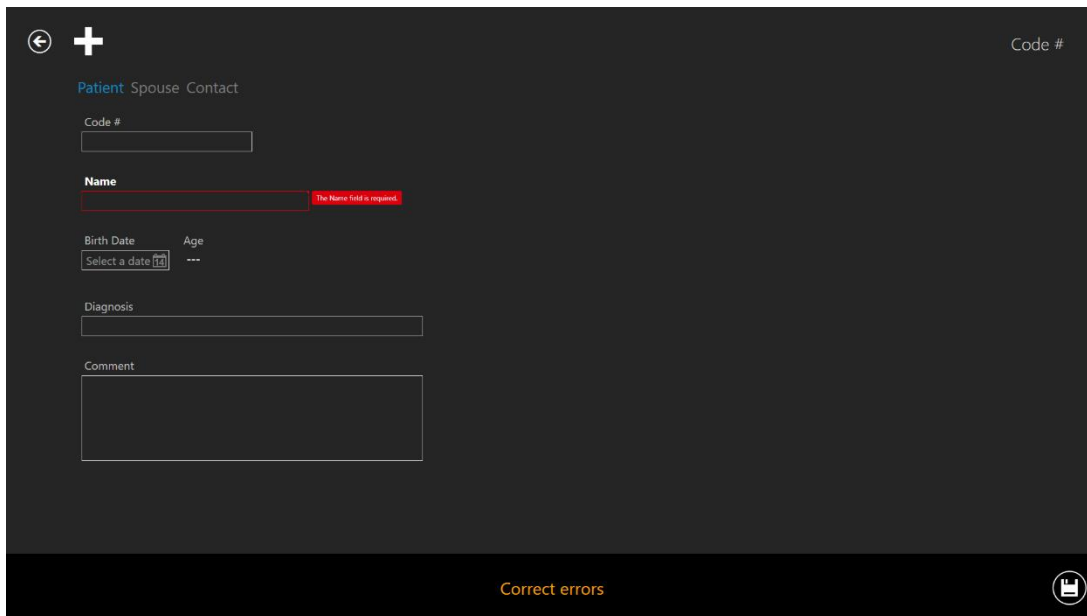 Code #
Patient Spouse Contact
Code #
Name
The Name field is required.
Birth Date Age
Select a date 14 ---
Diagnosis
Comment
Correct errors